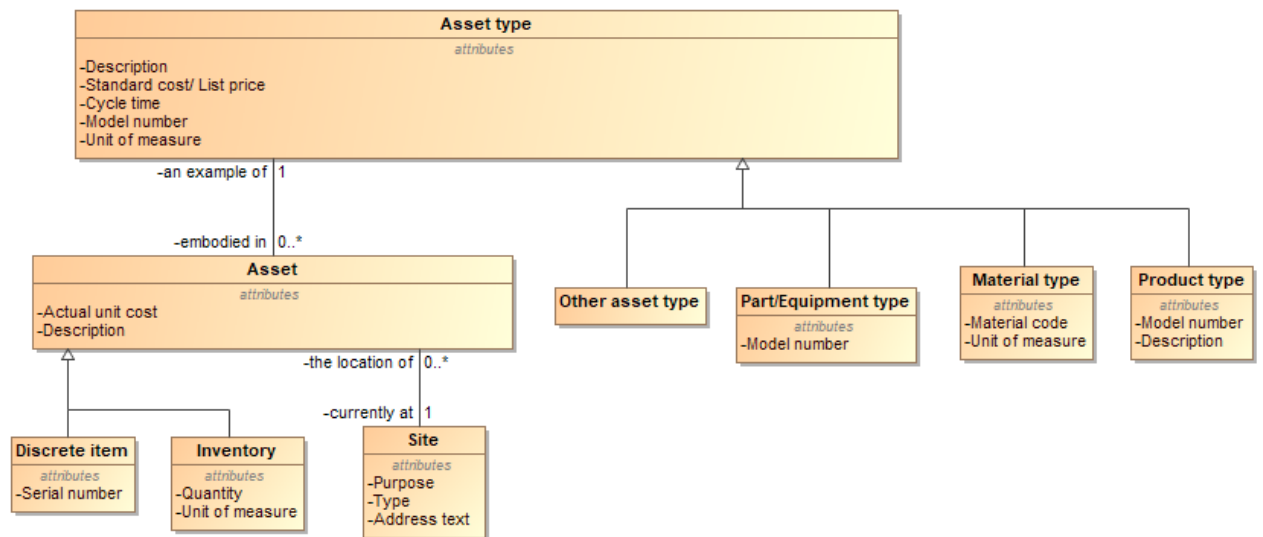 Asset type
attributes
-Description
-Standard cost/ List price
-Cycle time
-Model number
-Unit of measure
-an example of 1
-embodied in 0..*
Asset
attributes
-Actual unit cost
-Description
Other asset type
Part/Equipment type
attributes
-Model number
Material type
attributes
-Material code
-Unit of measure
Product type
attributes
-Model number
-Description
-the location of 0..*
-currently at 1
Discrete item
attributes
-Serial number
Inventory
attributes
-Quantity
-Unit of measure
Site
attributes
-Purpose
-Type
-Address text